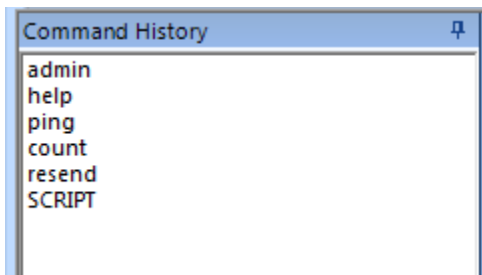 Command History
admin
help
ping
count
resend
SCRIPT